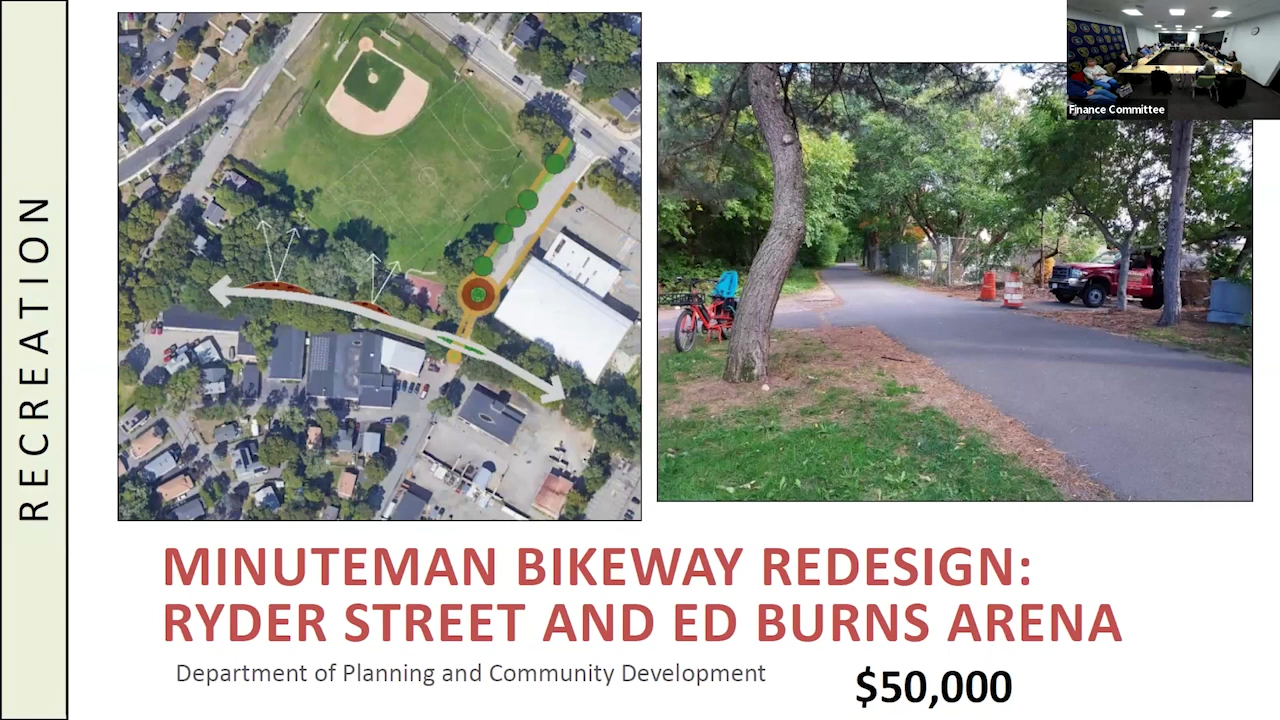 RECREATION
Finance Committee
MINUTEMAN BIKEWAY REDESIGN:
RYDER STREET AND ED BURNS ARENA
Department of Planning and Community Development
$50,000